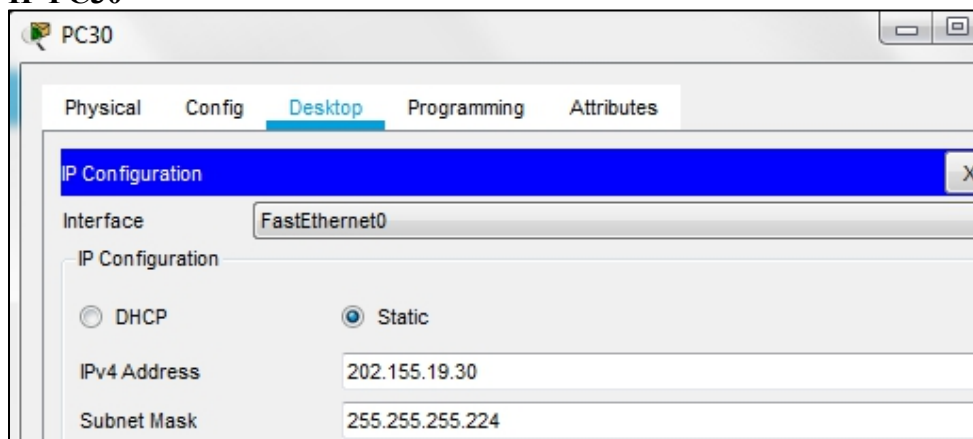 PC30
Physical Config Desktop Programming Attributes
IP Configuration X
Interface FastEthernet0
IP Configuration
DHCP Static
IPv4 Address 202.155.19.30
Subnet Mask 255.255.255.224